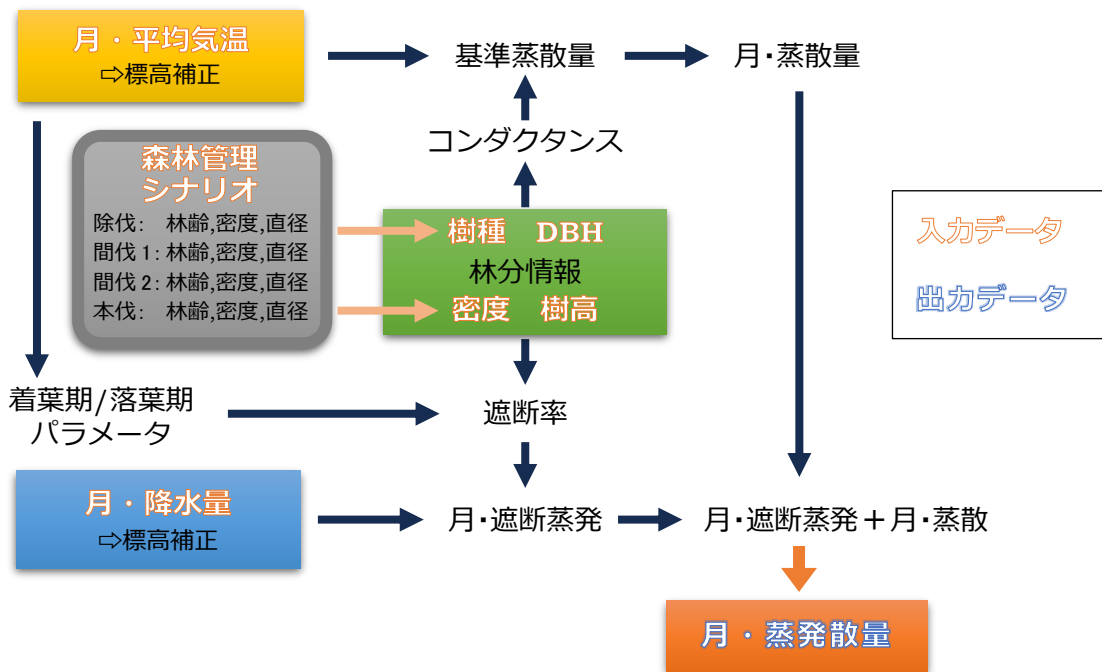 月・平均気温
⇨標高補正
基準蒸散量
月・蒸散量
コンダクタンス
森林管理
シナリオ
除伐： 林齢,密度,直径
間伐１：林齢,密度,直径
間伐２：林齢,密度,直径
本伐： 林齢,密度,直径
樹種 DBH
林分情報
密度 樹高
入力データ
出力データ
着葉期/落葉期
パラメータ
遮断率
月・降水量
⇨標高補正
月・遮断蒸発
月・遮断蒸発＋月・蒸散
月・蒸発散量